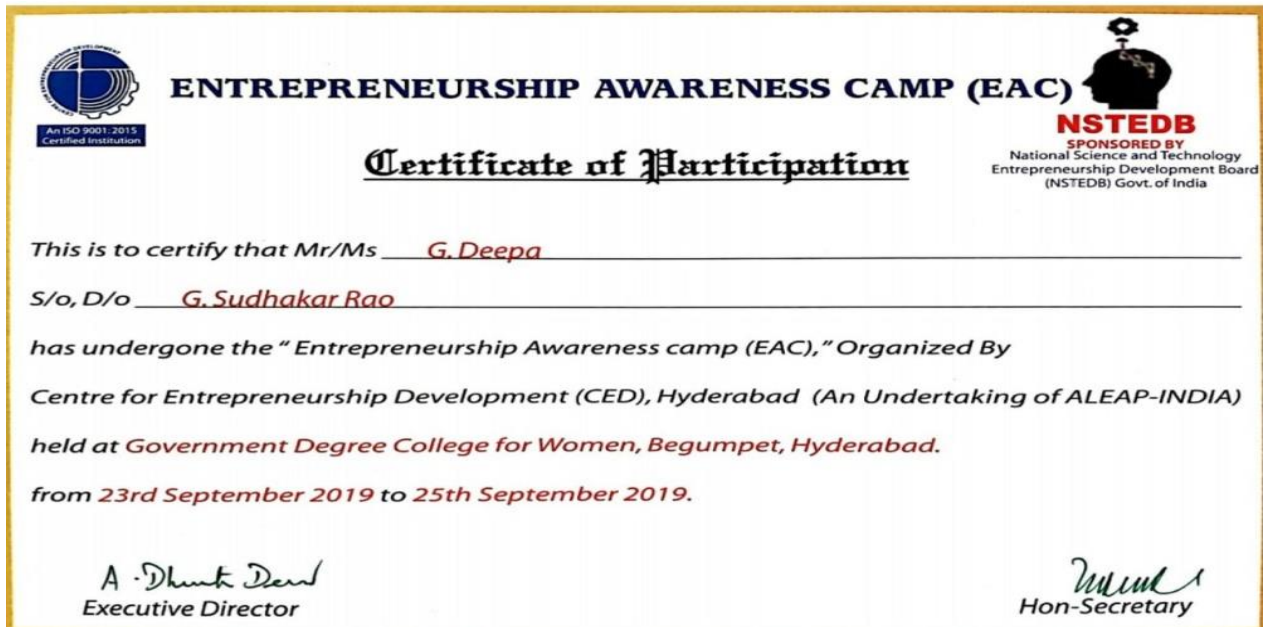 CENTRE FOR ENTREPRENEURSHIP DEVELOPMENT
An ISO 9001:2015
Certified Institution
ENTREPRENEURSHIP AWARENESS CAMP (EAC)
NSTEDB
SPONSORED BY
National Science and Technology
Entrepreneurship Development Board
(NSTEDB) Govt. of India
Certificate of Participation
This is to certify that Mr/Ms G. Deepa
S/o, D/o G. Sudhakar Rao
has undergone the “ Entrepreneurship Awareness camp (EAC),” Organized By
Centre for Entrepreneurship Development (CED), Hyderabad (An Undertaking of ALEAP-INDIA)
held at Government Degree College for Women, Begumpet, Hyderabad.
from 23rd September 2019 to 25th September 2019.
Executive Director
Hon-Secretary